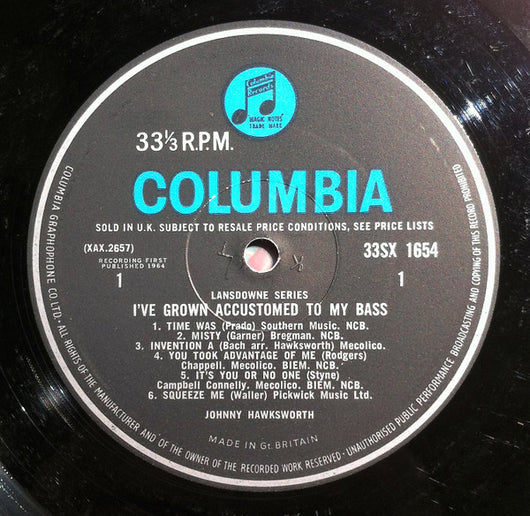 Columbia
Records
MAGIC NOTES
TRADE MARK
33⅓ R.P.M.
COLUMBIA
SOLD IN U.K. SUBJECT TO RESALE PRICE CONDITIONS, SEE PRICE LISTS
(XAX.2657)
33SX 1654
RECORDING FIRST
PUBLISHED 1964
1
1
LANSDOWNE SERIES
I'VE GROWN ACCUSTOMED TO MY BASS
1. TIME WAS (Prado) Southern Music. NCB.
2. MISTY (Garner) Bregman. NCB.
3. INVENTION A (Bach arr. Hawksworth) Mecolico.
4. YOU TOOK ADVANTAGE OF ME (Rodgers)
Chappell. Mecolico. BIEM. NCB.
5. IT'S YOU OR NO ONE (Styne)
Campbell Connelly. Mecolico. BIEM. NCB.
6. SQUEEZE ME (Waller) Pickwick Music Ltd.
JOHNNY HAWKSWORTH
MADE IN Gt. BRITAIN
COLUMBIA GRAPHOPHONE CO LTD. · ALL RIGHTS OF THE MANUFACTURER AND OF THE OWNER OF THE RECORDED WORK RESERVED · UNAUTHORISED PUBLIC PERFORMANCE BROADCASTING AND COPYING OF THIS RECORD PROHIBITED